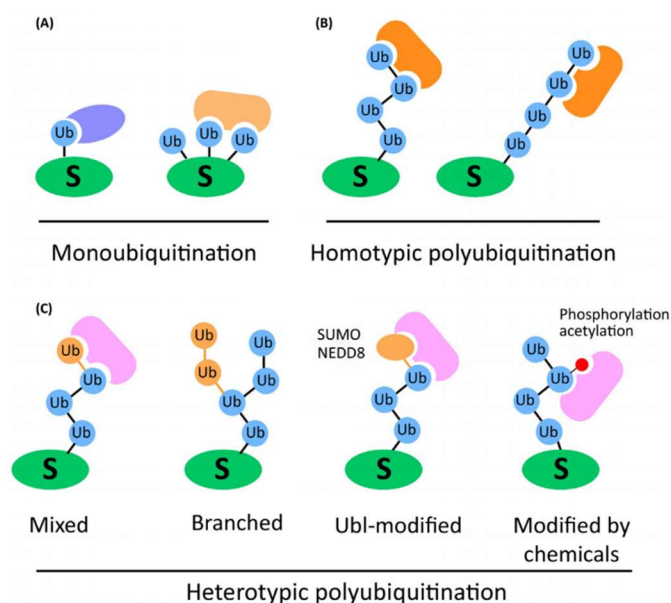 (A)
Ub
Ub
Ub
Ub
S
S
Monoubiquitination
(B)
Ub
Ub
Ub
Ub
S
Ub
Ub
Ub
Ub
S
Homotypic polyubiquitination
(C)
Ub
Ub
Ub
Ub
S
Mixed
Ub
Ub
Ub
Ub
Ub
Ub
S
Branched
SUMO
NEDD8
Ub
Ub
Ub
S
Ubl-modified
Phosphorylation
acetylation
Ub
Ub
Ub
S
Modified by
chemicals
Heterotypic polyubiquitination